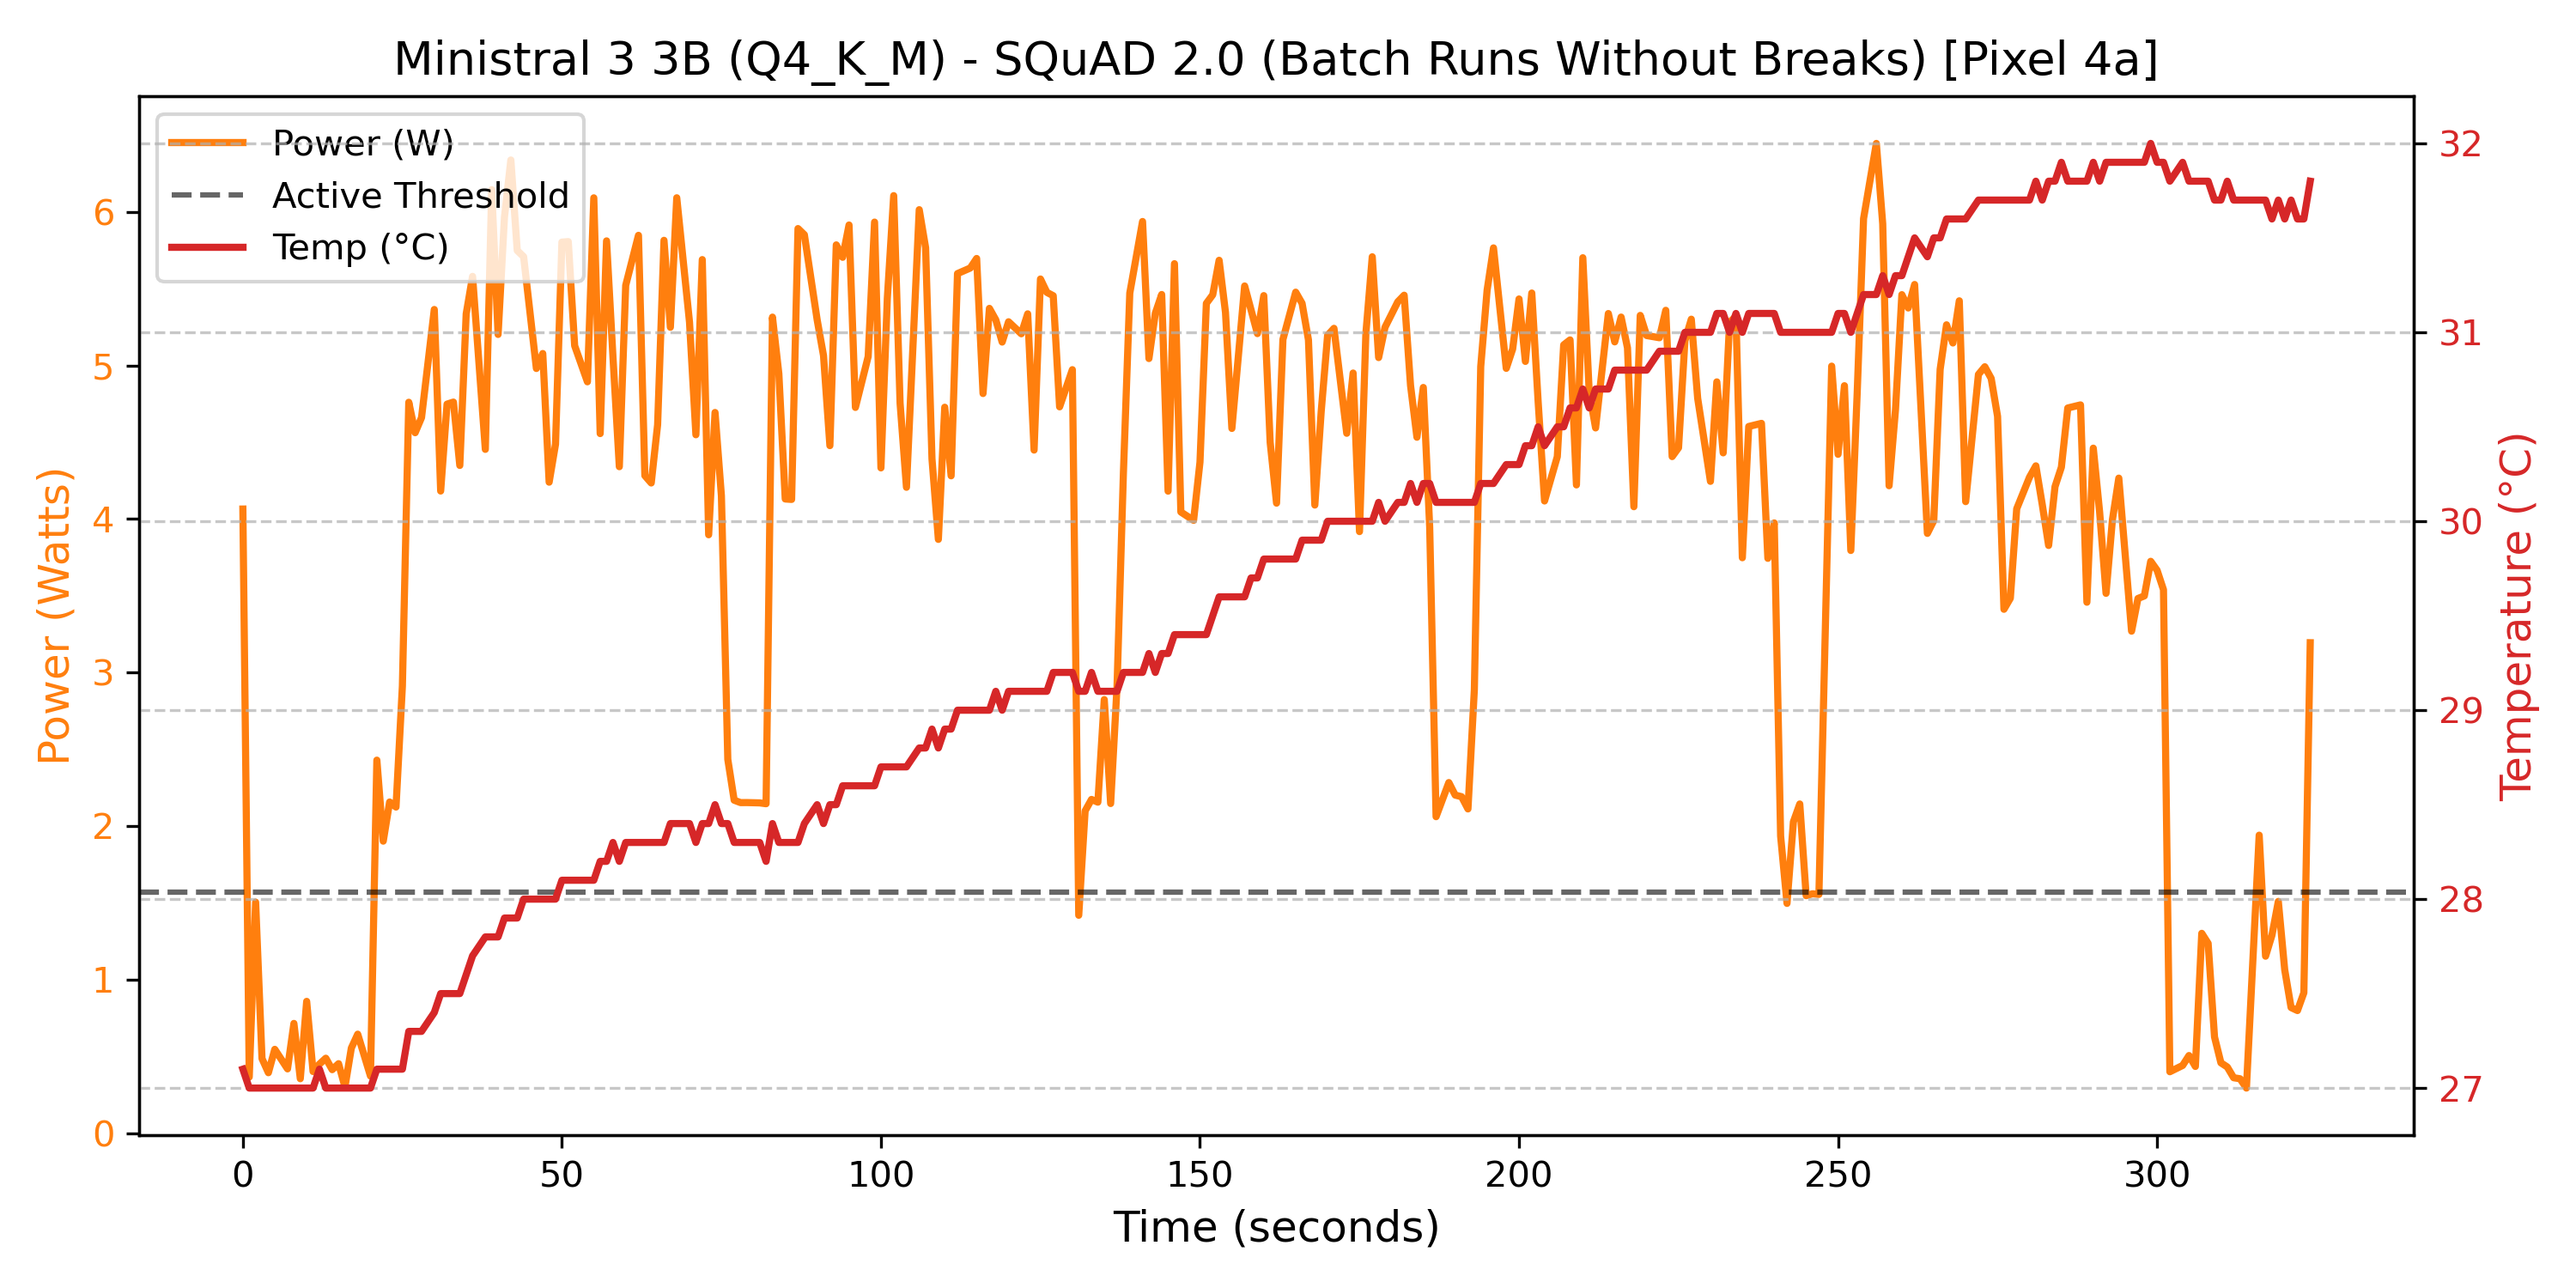 Ministral 3 3B (Q4_K_M) - SQuAD 2.0 (Batch Runs Without Breaks) [Pixel 4a]
Power (W)
Active Threshold
Temp (°C)
Power (Watts)
6
5
4
3
2
1
0
32
31
30
29
28
27
Temperature (°C)
0 50 100 150 200 250 300
Time (seconds)